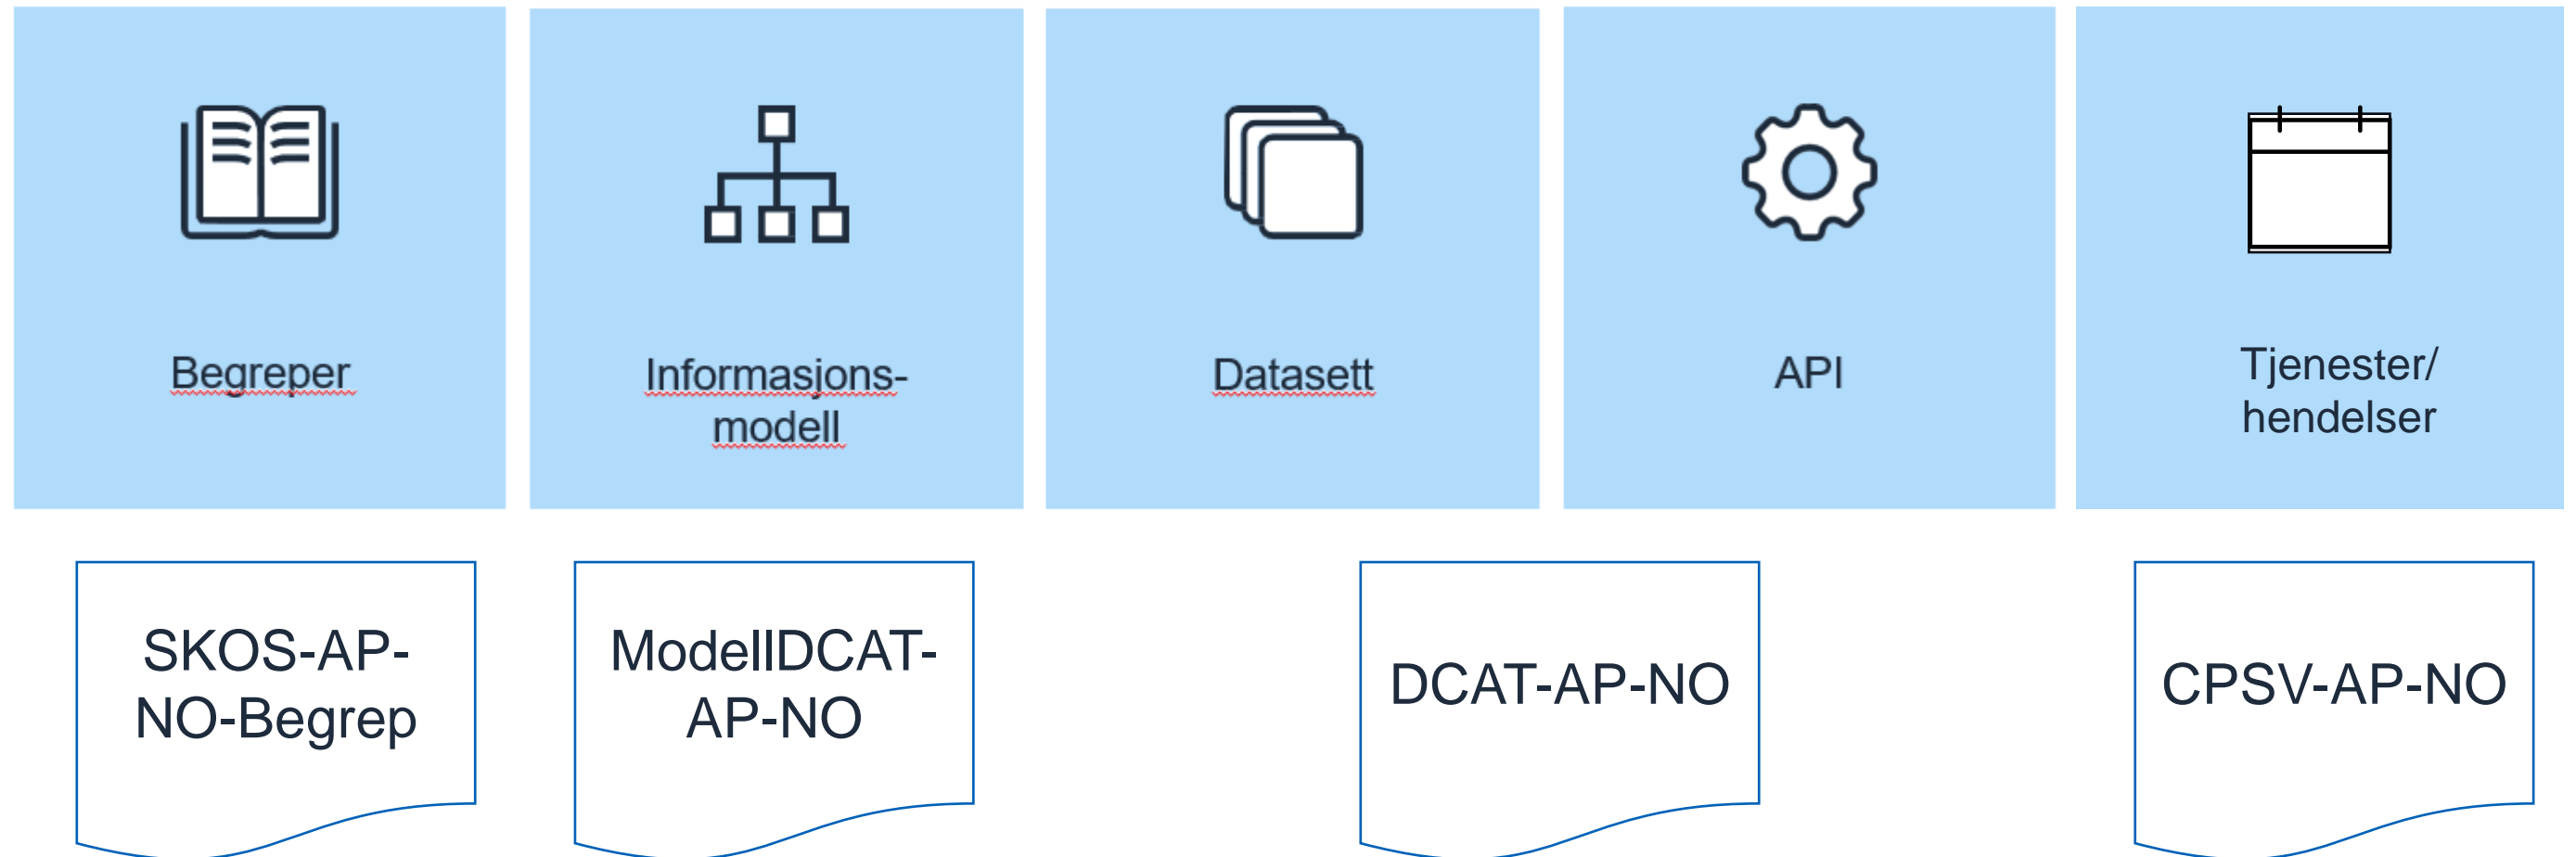 Begreper
Informasjons-
modell
Datasett
API
Tjenester/
hendelser
SKOS-AP-
NO-Begrep
ModellDCAT-
AP-NO
DCAT-AP-NO
CPSV-AP-NO